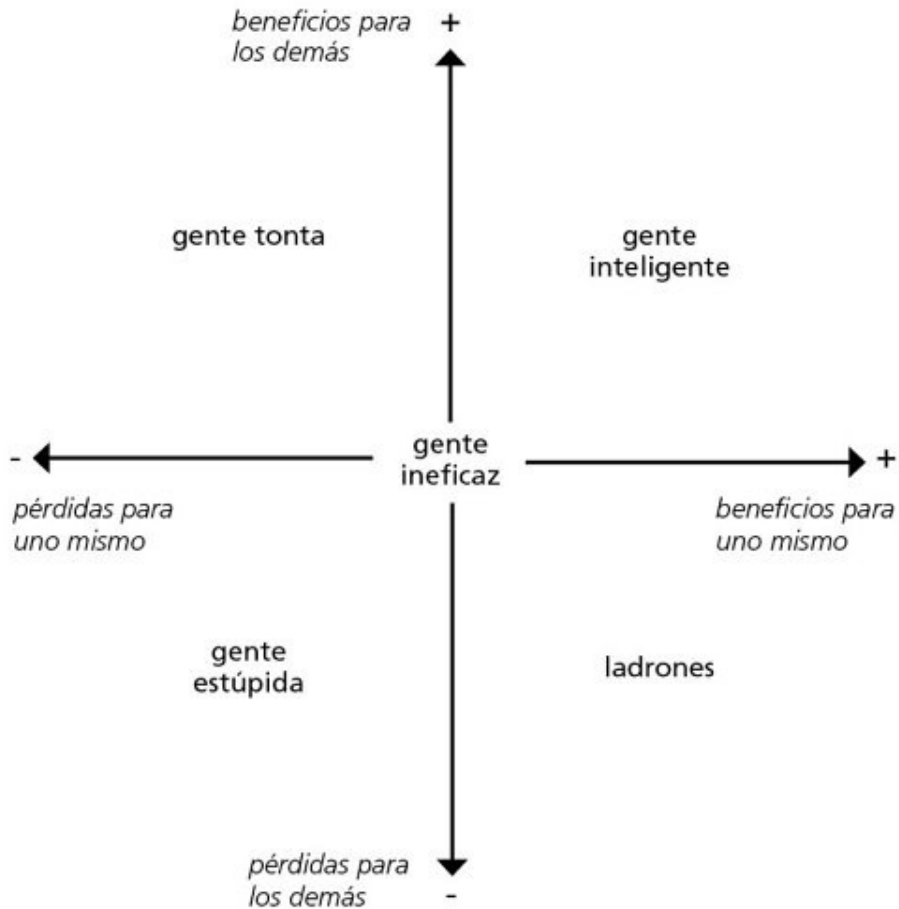 beneficios para
los demás
+
gente tonta
gente
inteligente
-
gente
ineficaz
+
pérdidas para
uno mismo
beneficios para
uno mismo
gente
estúpida
ladrones
pérdidas para
los demás
-